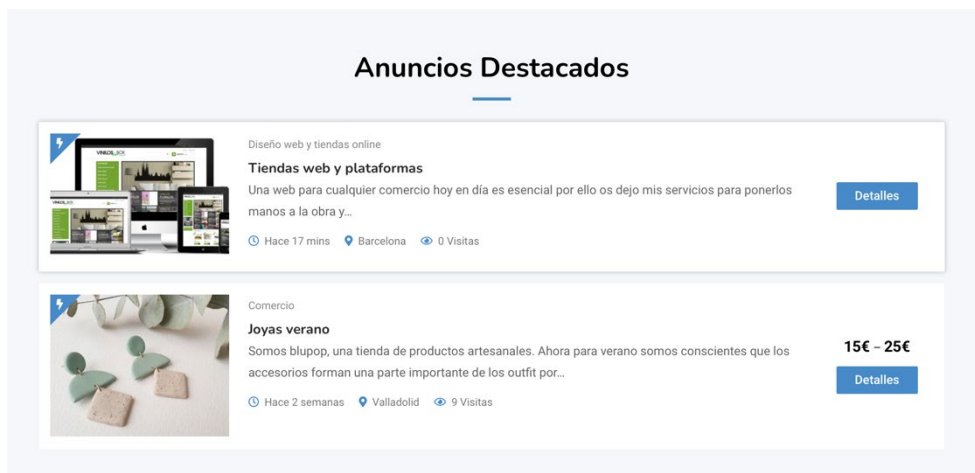 Anuncios Destacados
Diseño web y tiendas online
Tiendas web y plataformas
Una web para cualquier comercio hoy en día es esencial por ello os dejo mis servicios para ponerlos
manos a la obra y...
Hace 17 mins Barcelona 0 Visitas
Detalles
Comercio
Joyas verano
Somos blupop, una tienda de productos artesanales. Ahora para verano somos conscientes que los
accesorios forman una parte importante de los outfit por...
Hace 2 semanas Valladolid 9 Visitas
15€ – 25€
Detalles